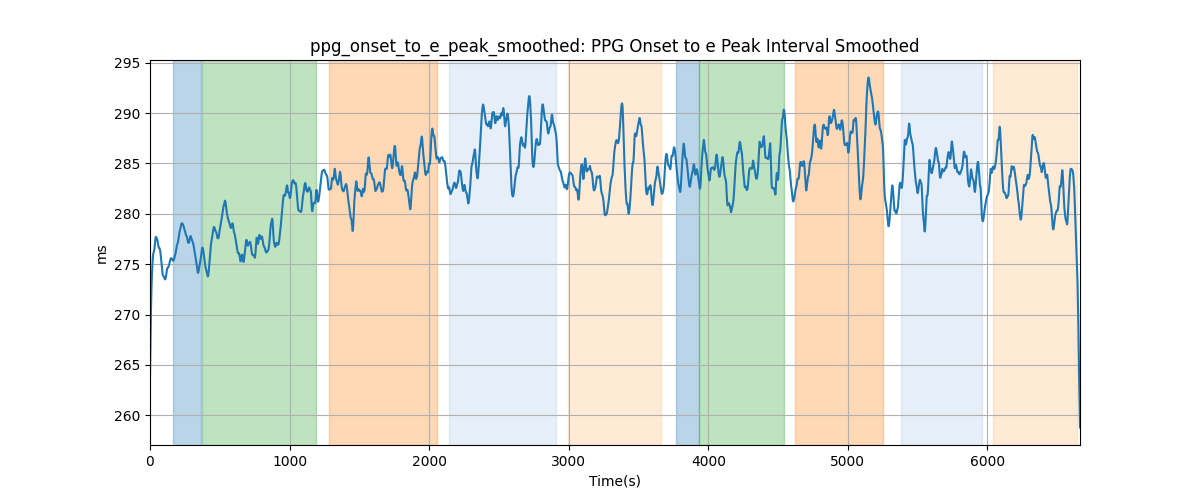 ppg_onset_to_e_peak_smoothed: PPG Onset to e Peak Interval Smoothed
295
290
285
280
275
270
265
260
ms
0 1000 2000 3000 4000 5000 6000
Time(s)